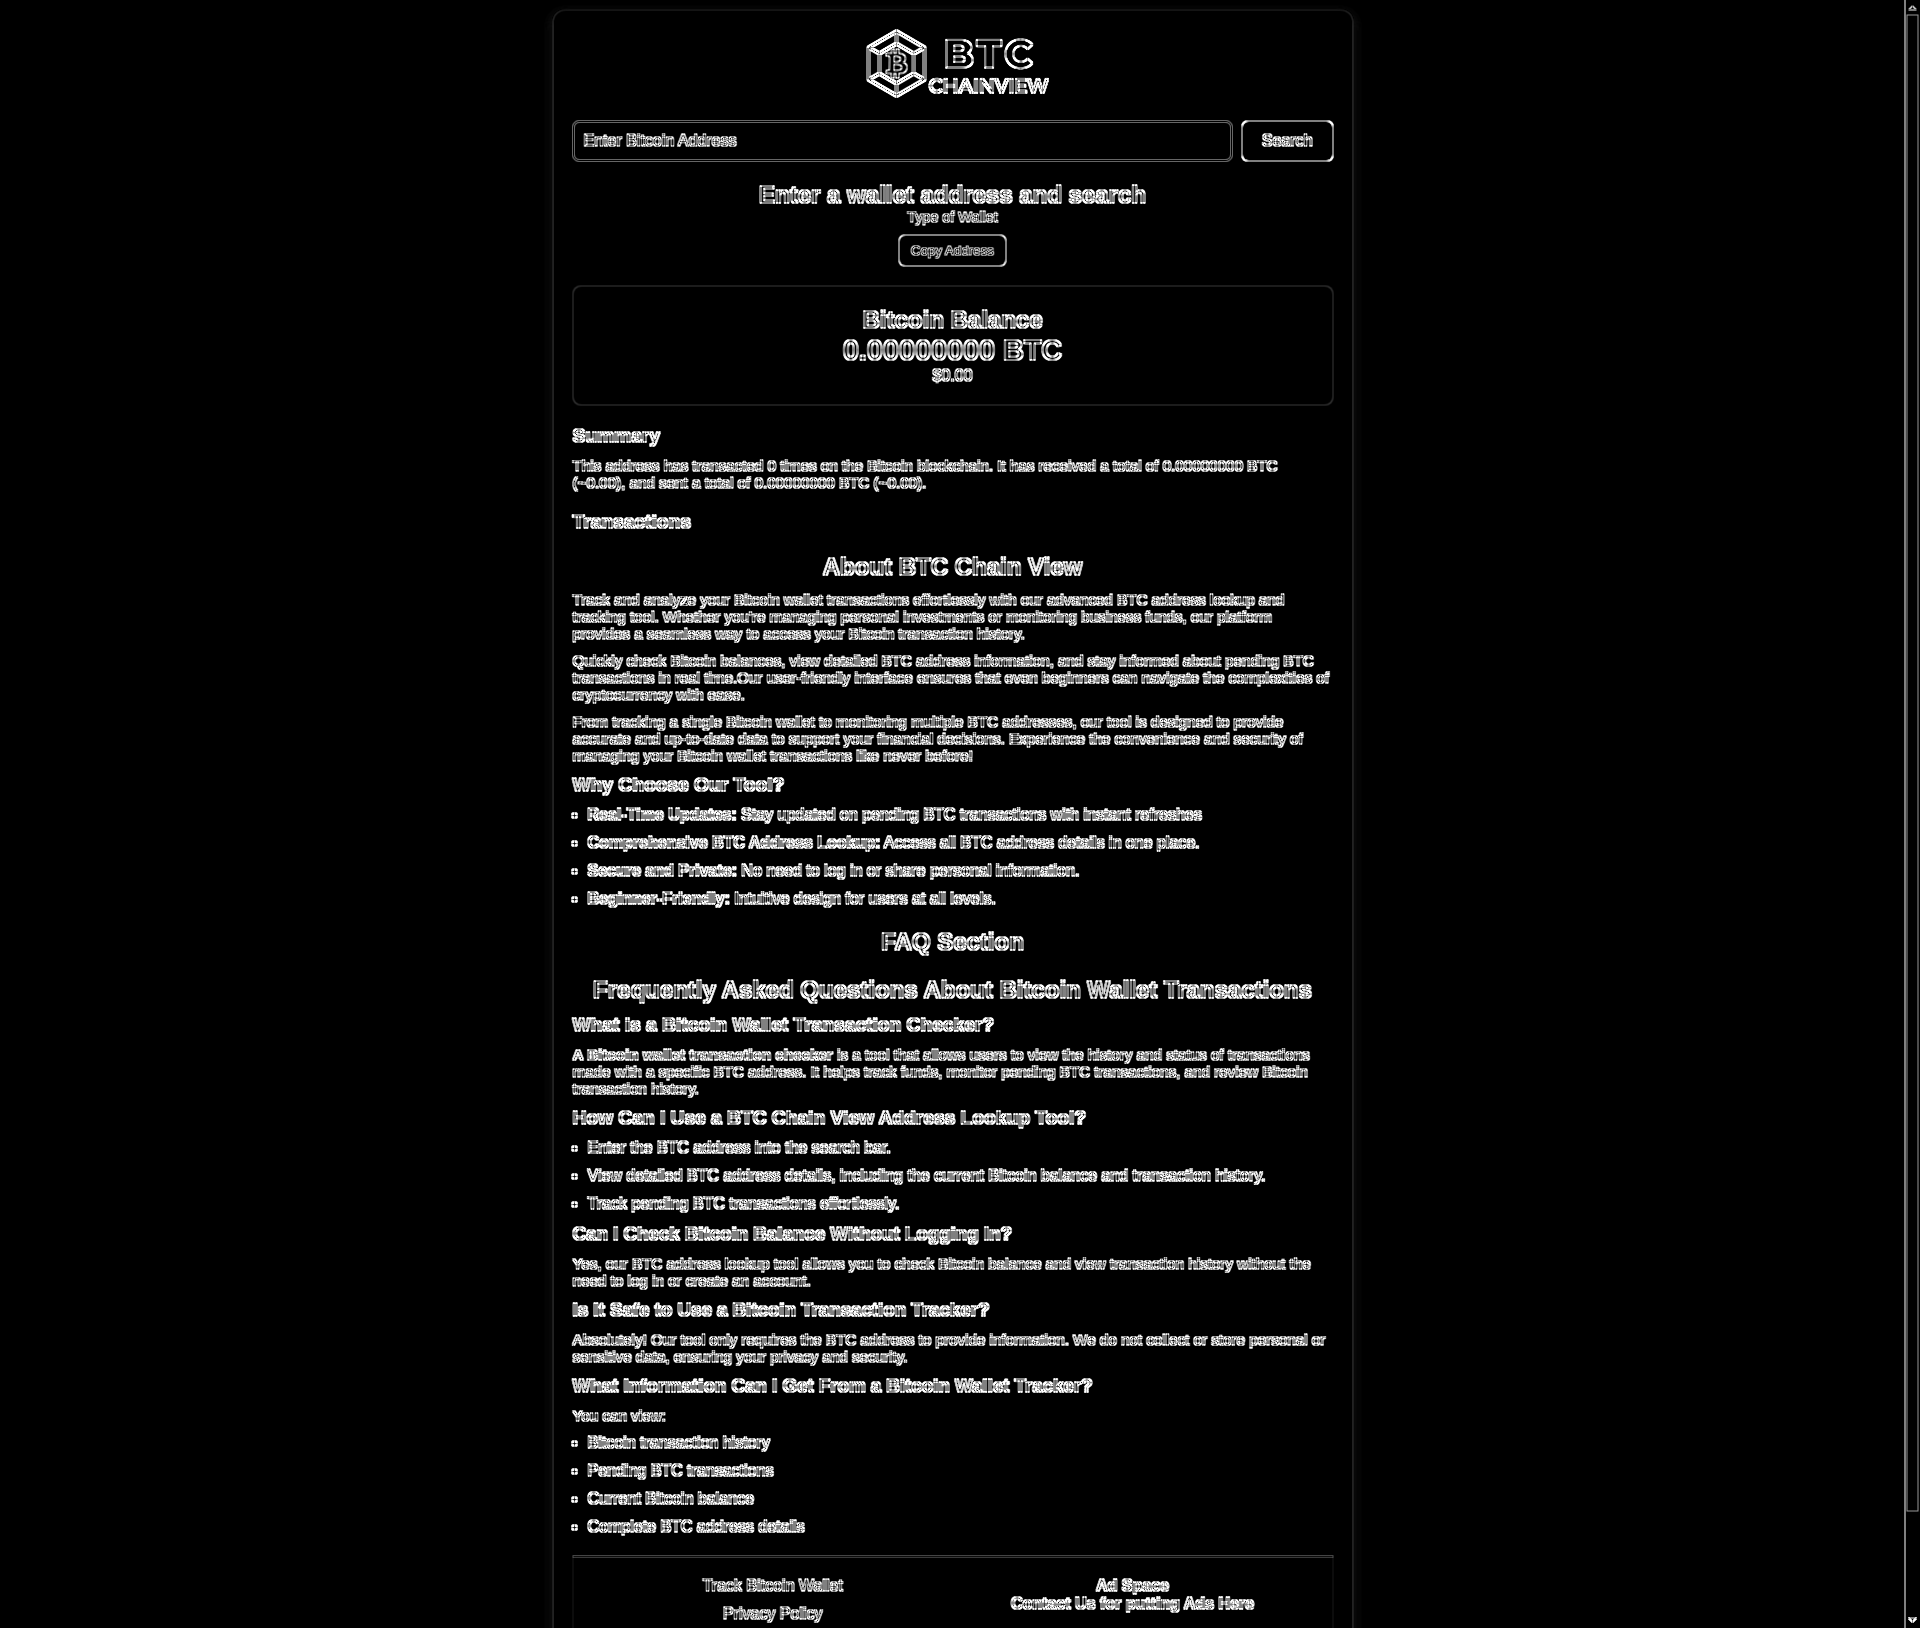 BTC
CHAINVIEW
Enter Bitcoin Address
Search
Enter a wallet address and search
Type of Wallet
Copy Address
Bitcoin Balance
0.00000000 BTC
$0.00
Summary
This address has transacted 0 times on the Bitcoin blockchain. It has received a total of 0.00000000 BTC
(~0.00), and sent a total of 0.00000000 BTC (~0.00).
Transactions
About BTC Chain View
Track and analyze your Bitcoin wallet transactions effortlessly with our advanced BTC address lookup and
tracking tool. Whether you're managing personal investments or monitoring business funds, our platform
provides a seamless way to access your Bitcoin transaction history.
Quickly check Bitcoin balances, view detailed BTC address information, and stay informed about pending BTC
transactions in real time.Our user-friendly interface ensures that even beginners can navigate the complexities of
cryptocurrency with ease.
From tracking a single Bitcoin wallet to monitoring multiple BTC addresses, our tool is designed to provide
accurate and up-to-date data to support your financial decisions. Experience the convenience and security of
managing your Bitcoin wallet transactions like never before!
Why Choose Our Tool?
Real-Time Updates: Stay updated on pending BTC transactions with instant refreshes
Comprehensive BTC Address Lookup: Access all BTC address details in one place.
Secure and Private: No need to log in or share personal information.
Beginner-Friendly: Intuitive design for users at all levels.
FAQ Section
Frequently Asked Questions About Bitcoin Wallet Transactions
What is a Bitcoin Wallet Transaction Checker?
A Bitcoin wallet transaction checker is a tool that allows users to view the history and status of transactions
made with a specific BTC address. It helps track funds, monitor pending BTC transactions, and review Bitcoin
transaction history.
How Can I Use a BTC Chain View Address Lookup Tool?
Enter the BTC address into the search bar.
View detailed BTC address details, including the current Bitcoin balance and transaction history.
Track pending BTC transactions effortlessly.
Can I Check Bitcoin Balance Without Logging In?
Yes, our BTC address lookup tool allows you to check Bitcoin balance and view transaction history without the
need to log in or create an account.
Is It Safe to Use a Bitcoin Transaction Tracker?
Absolutely! Our tool only requires the BTC address to provide information. We do not collect or store personal or
sensitive data, ensuring your privacy and security.
What Information Can I Get From a Bitcoin Wallet Tracker?
You can view:
Bitcoin transaction history
Pending BTC transactions
Current Bitcoin balance
Complete BTC address details
Track Bitcoin Wallet
Privacy Policy
Ad Space
Contact Us for putting Ads Here